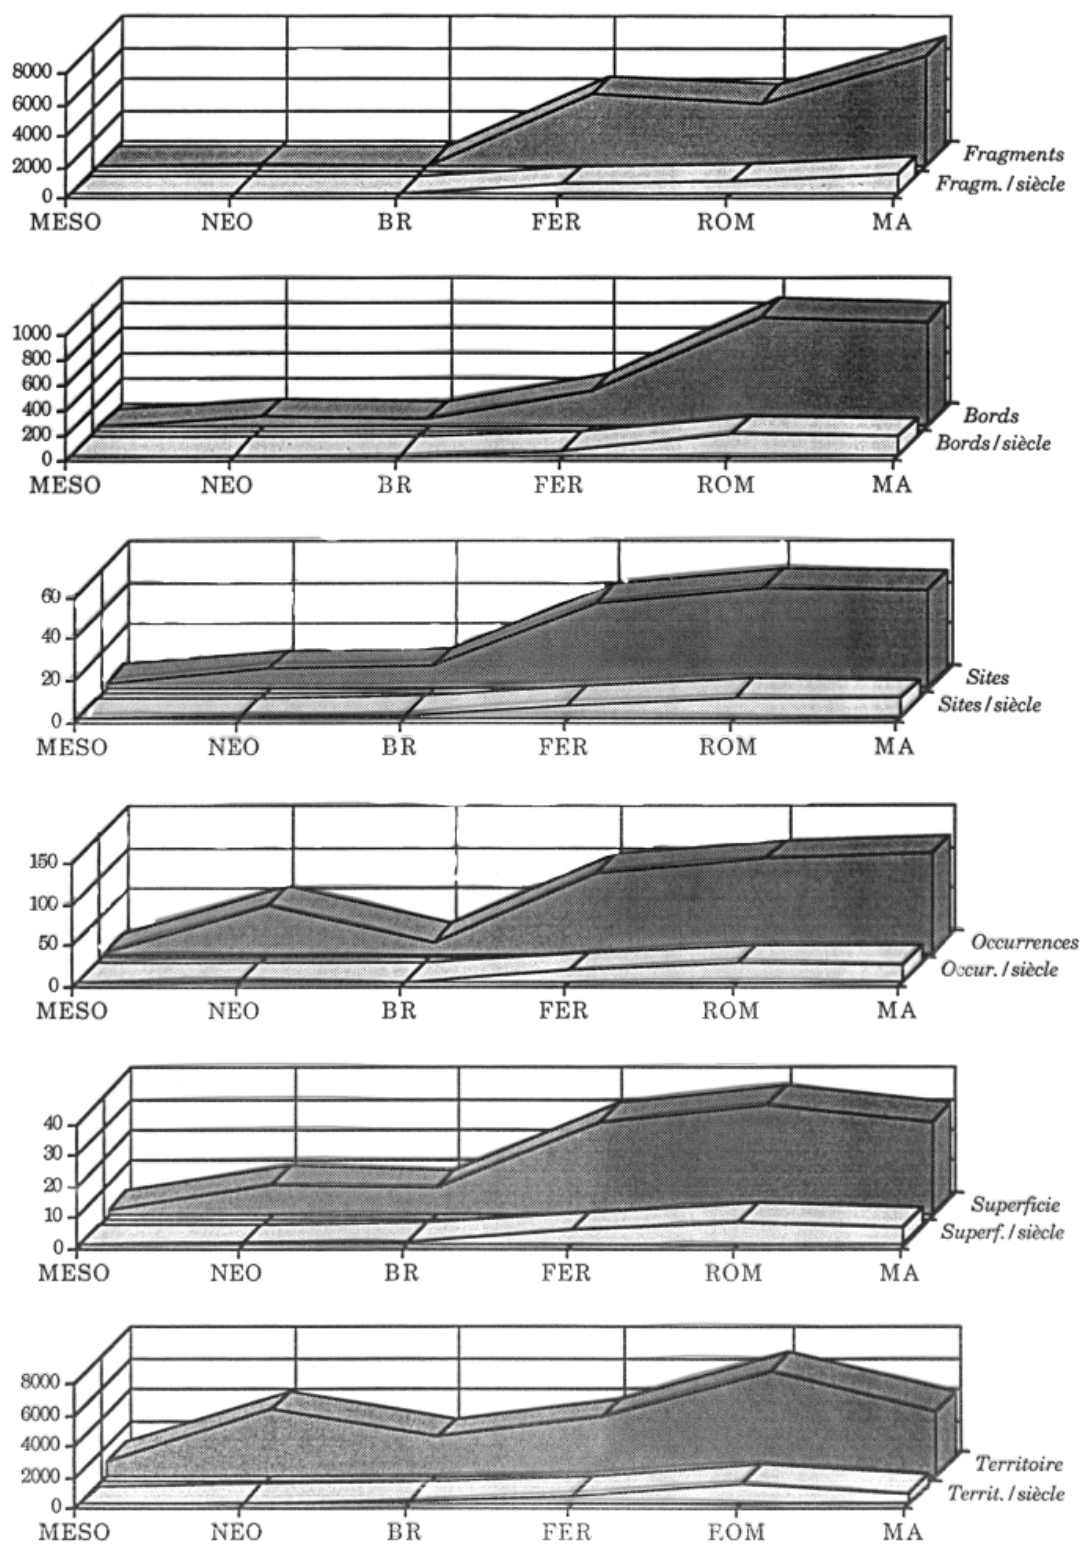 8000
6000
4000
2000
0
Fragments
Fragm. / siècle
MESO NEO BR FER ROM MA
1000
800
600
400
200
0
Bords
Bords / siècle
MESO NEO BR FER ROM MA
60
40
20
0
Sites
Sites / siècle
MESO NEO BR FER ROM MA
150
100
50
0
Occurrences
Occur. / siècle
MESO NEO BR FER ROM MA
40
30
20
10
0
Superficie
Superf. / siècle
MESO NEO BR FER ROM MA
8000
6000
4000
2000
0
Territoire
Territ. / siècle
MESO NEO BR FER ROM MA